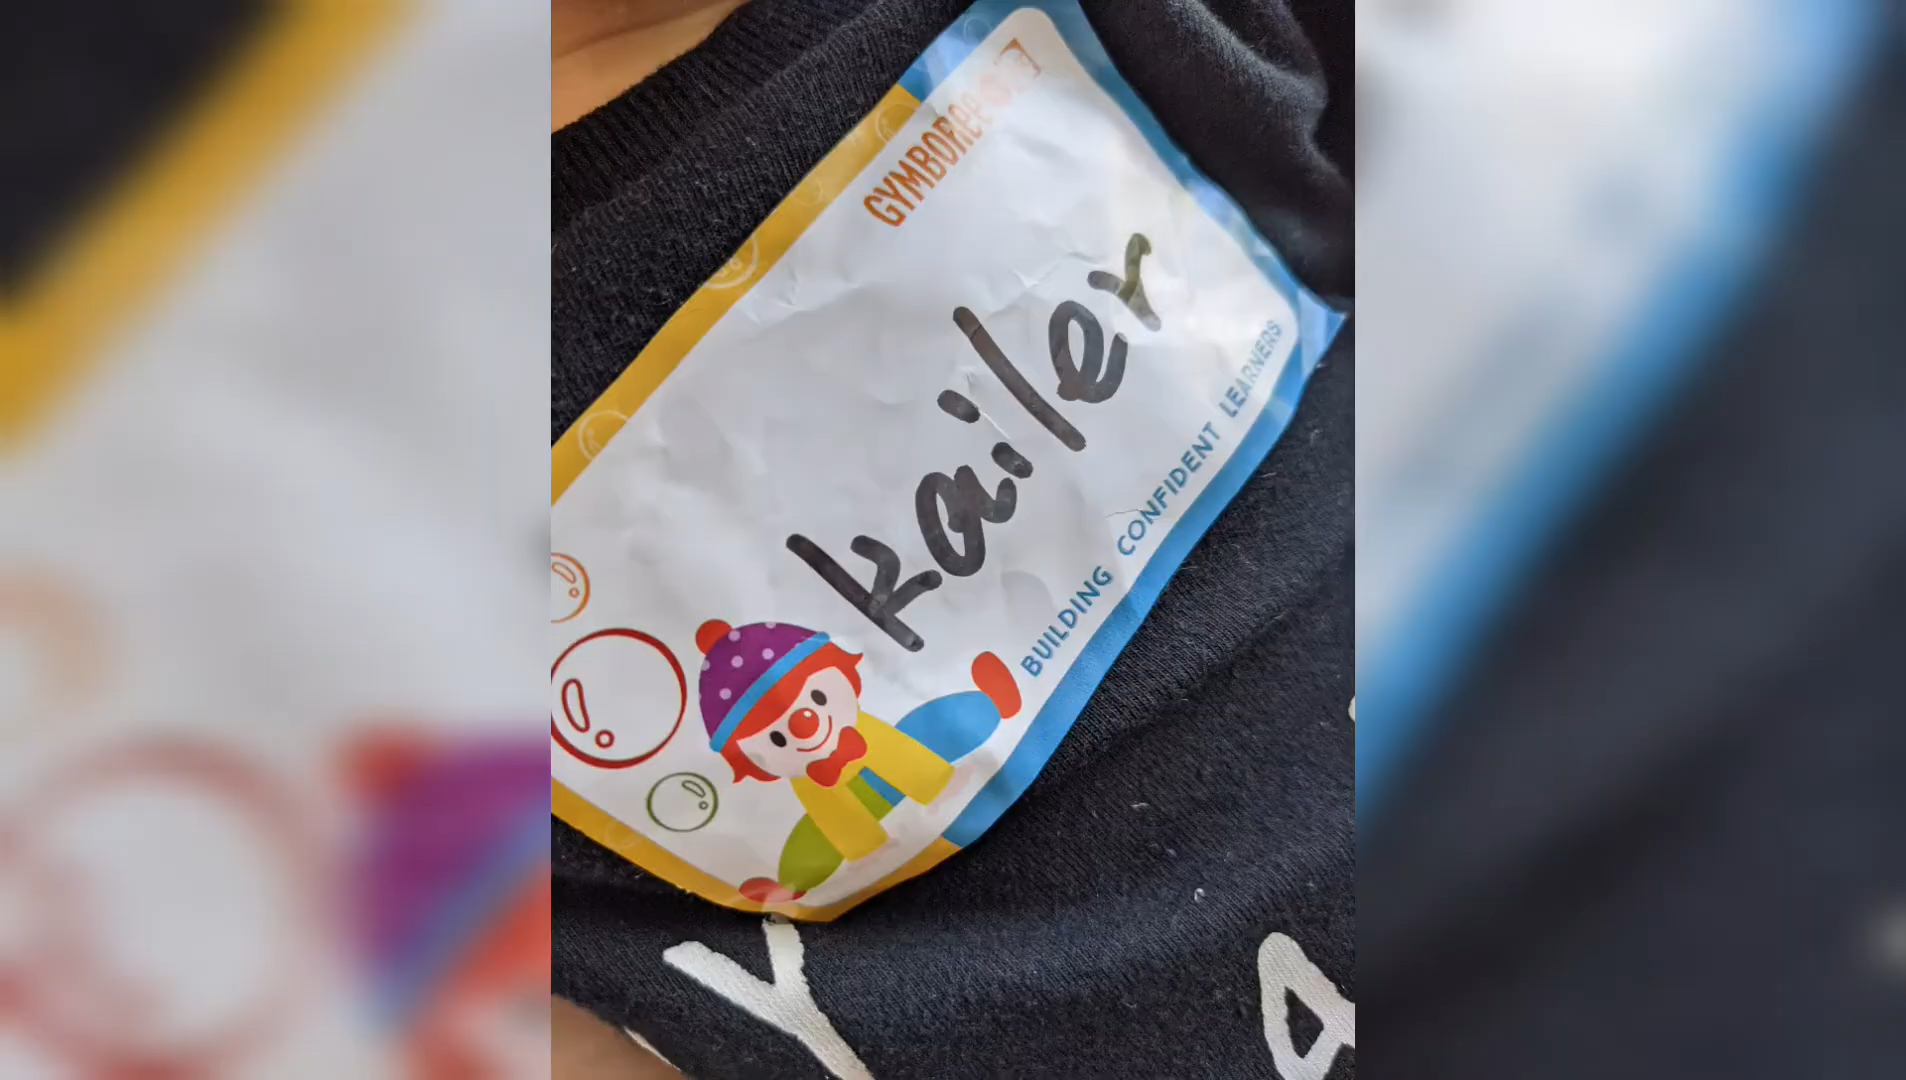 GYMBOREE
Kailer
BUILDING CONFIDENT LEARNERS
Y
A